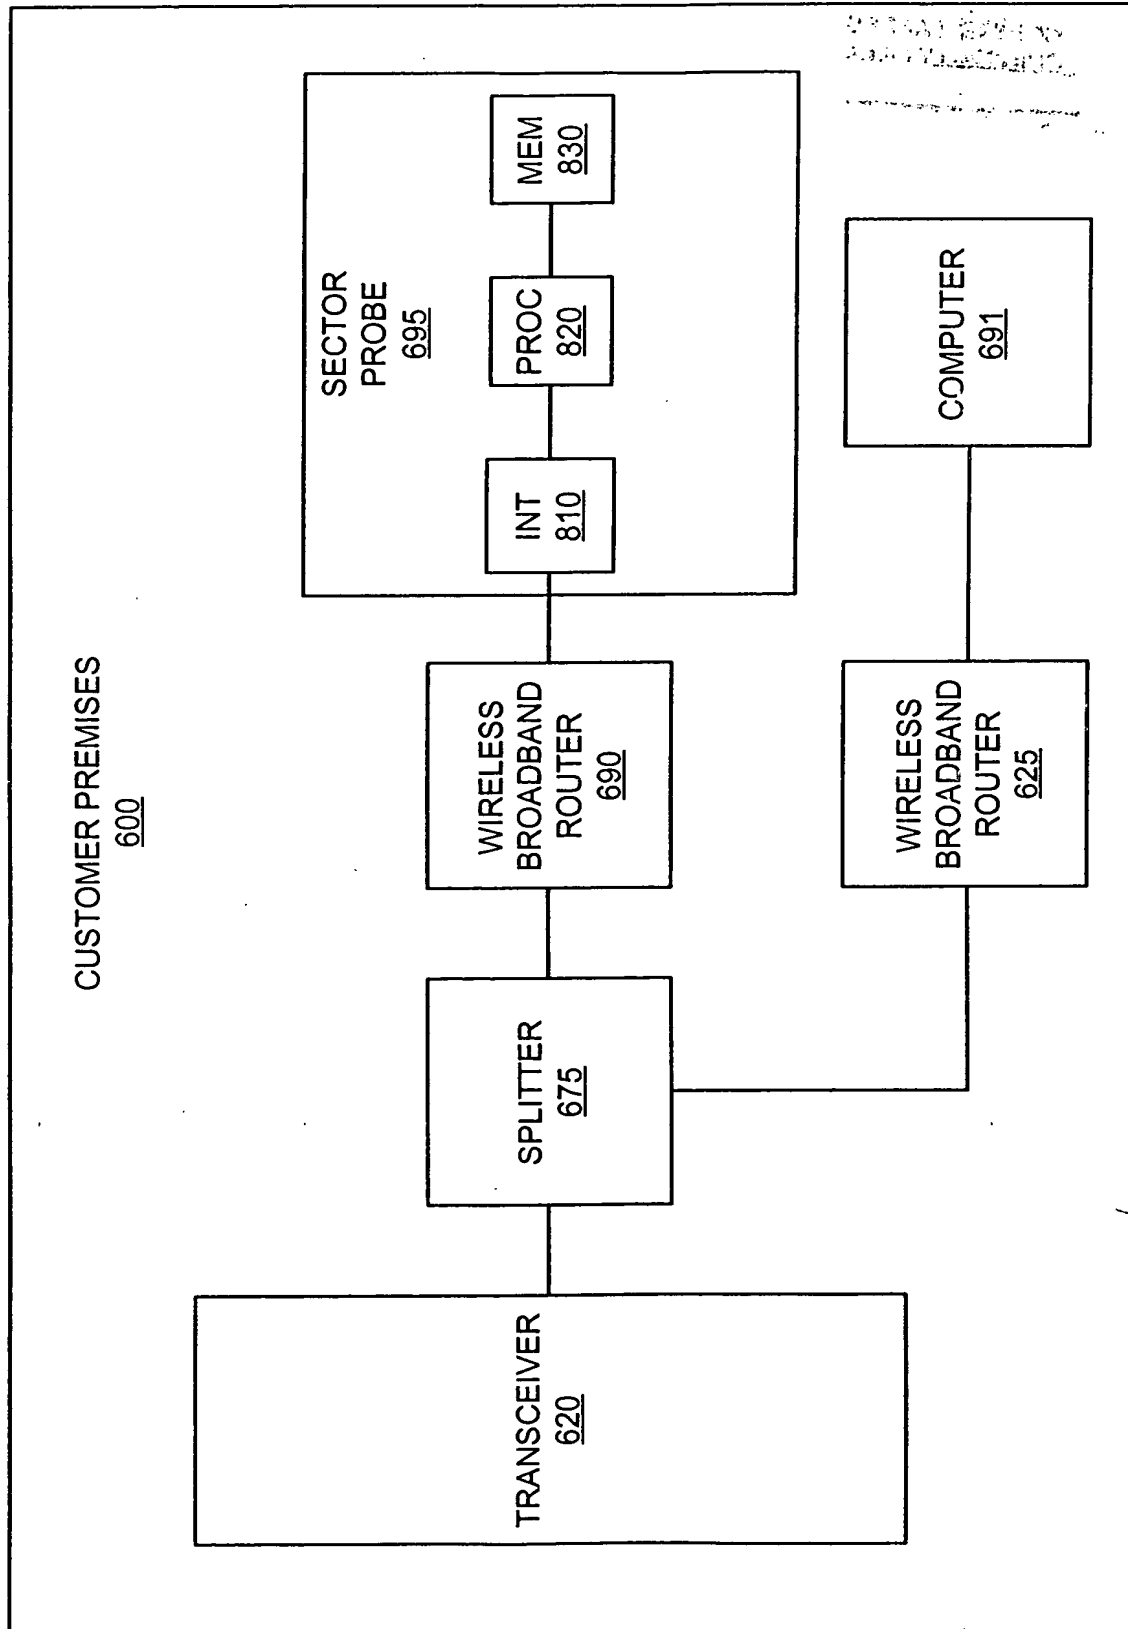 CUSTOMER PREMISES
600
TRANSCEIVER
620
SPLITTER
675
WIRELESS
BROADBAND
ROUTER
690
SECTOR
PROBE
695
INT
810
PROC
820
MEM
830
WIRELESS
BROADBAND
ROUTER
625
COMPUTER
691